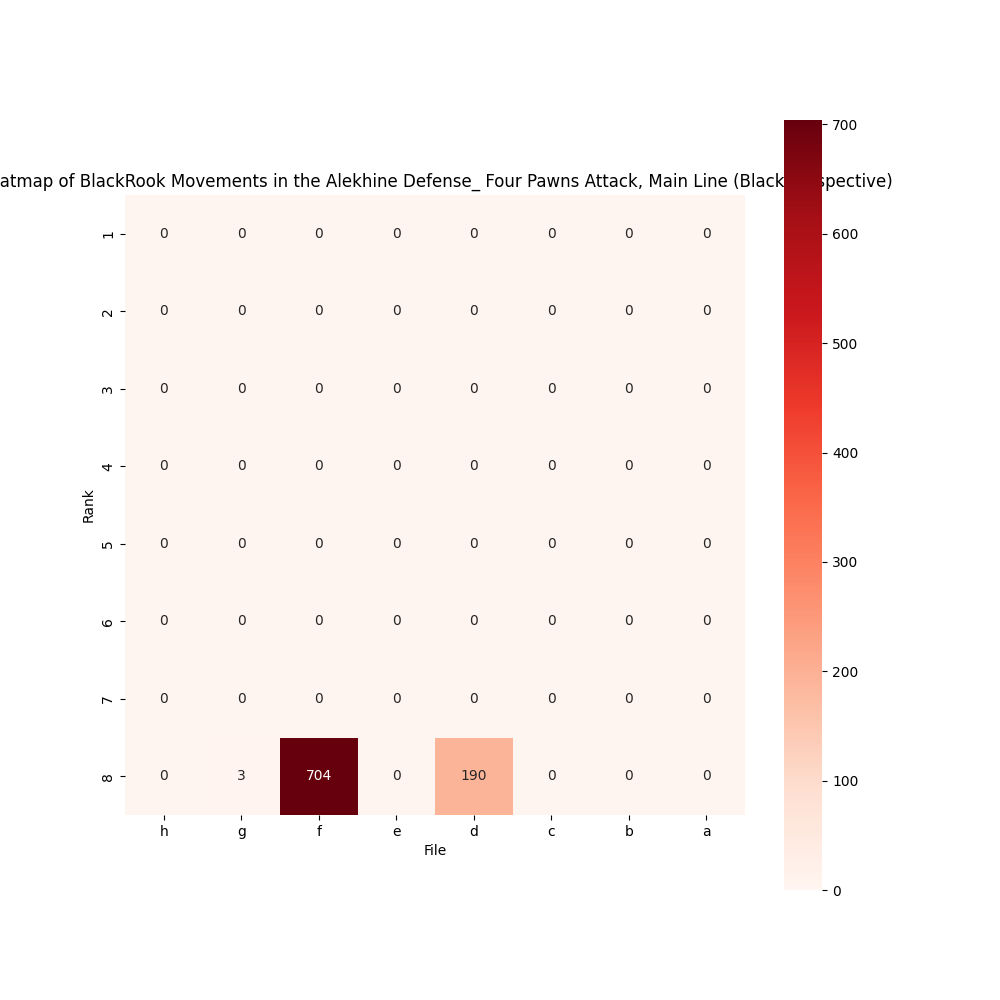 atmap of BlackRook Movements in the Alekhine Defense_ Four Pawns Attack, Main Line (Black spective)
700
600
500
400
300
200
100
0
Rank
1 0 0 0 0 0 0 0 0
2 0 0 0 0 0 0 0 0
3 0 0 0 0 0 0 0 0
4 0 0 0 0 0 0 0 0
5 0 0 0 0 0 0 0 0
6 0 0 0 0 0 0 0 0
7 0 0 0 0 0 0 0 0
8 0 3 704 0 190 0 0 0
h g f e d c b a
File